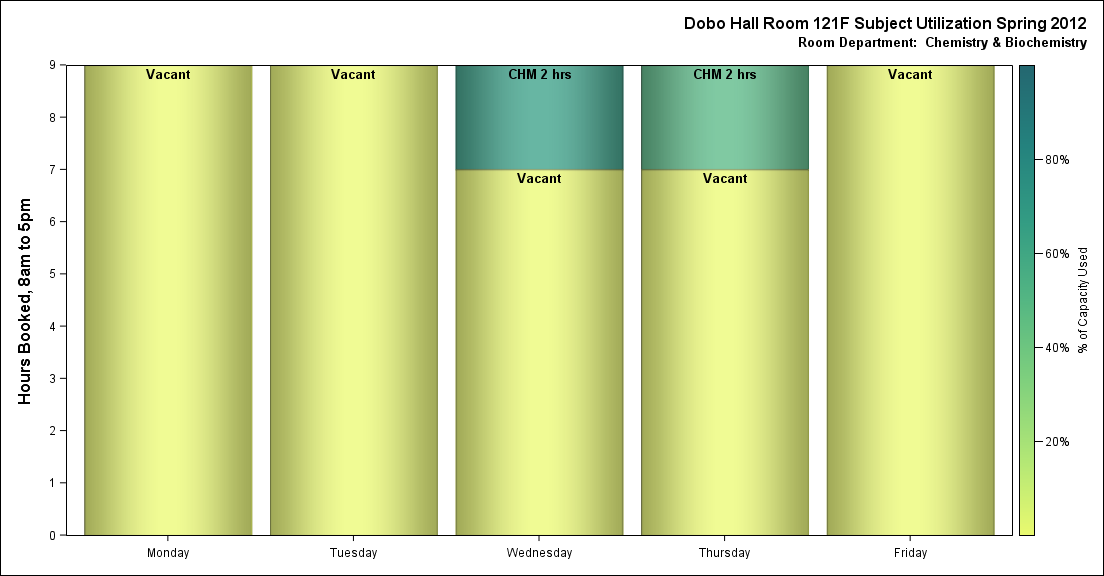 Dobo Hall Room 121F Subject Utilization Spring 2012
Room Department:  Chemistry & Biochemistry
Hours Booked, 8am to 5pm
9
8
7
6
5
4
3
2
1
0
Vacant
Vacant
CHM 2 hrs
CHM 2 hrs
Vacant
Vacant
Vacant
Monday
Tuesday
Wednesday
Thursday
Friday
80%
60%
40%
20%
% of Capacity Used